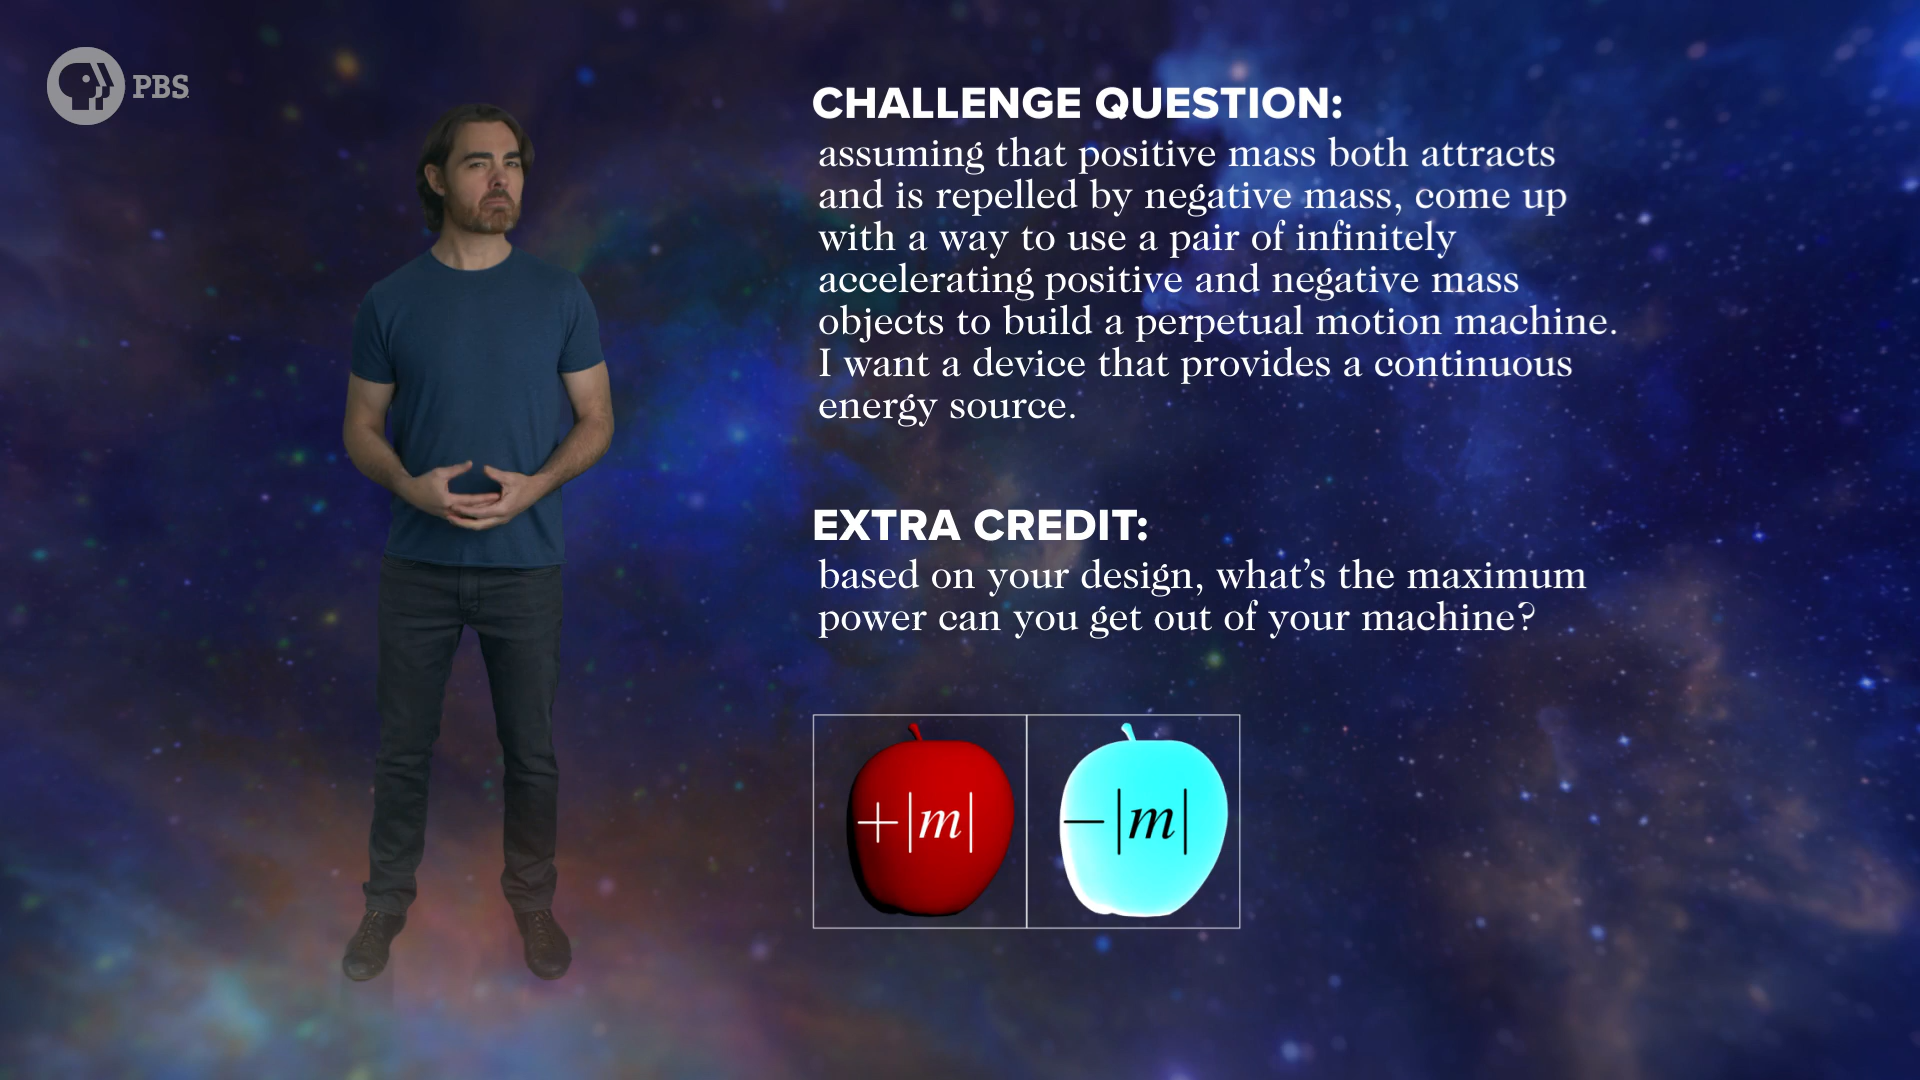 PBS
CHALLENGE QUESTION:
assuming that positive mass both attracts
and is repelled by negative mass, come up
with a way to use a pair of infinitely
accelerating positive and negative mass
objects to build a perpetual motion machine.
I want a device that provides a continuous
energy source.
EXTRA CREDIT:
based on your design, what's the maximum
power can you get out of your machine?
+|m| −|m|